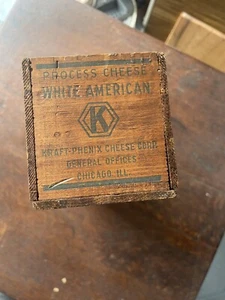 PROCESS CHEESE
WHITE AMERICAN
K
KRAFT-PHENIX CHEESE CORP.
GENERAL OFFICES
CHICAGO, ILL.